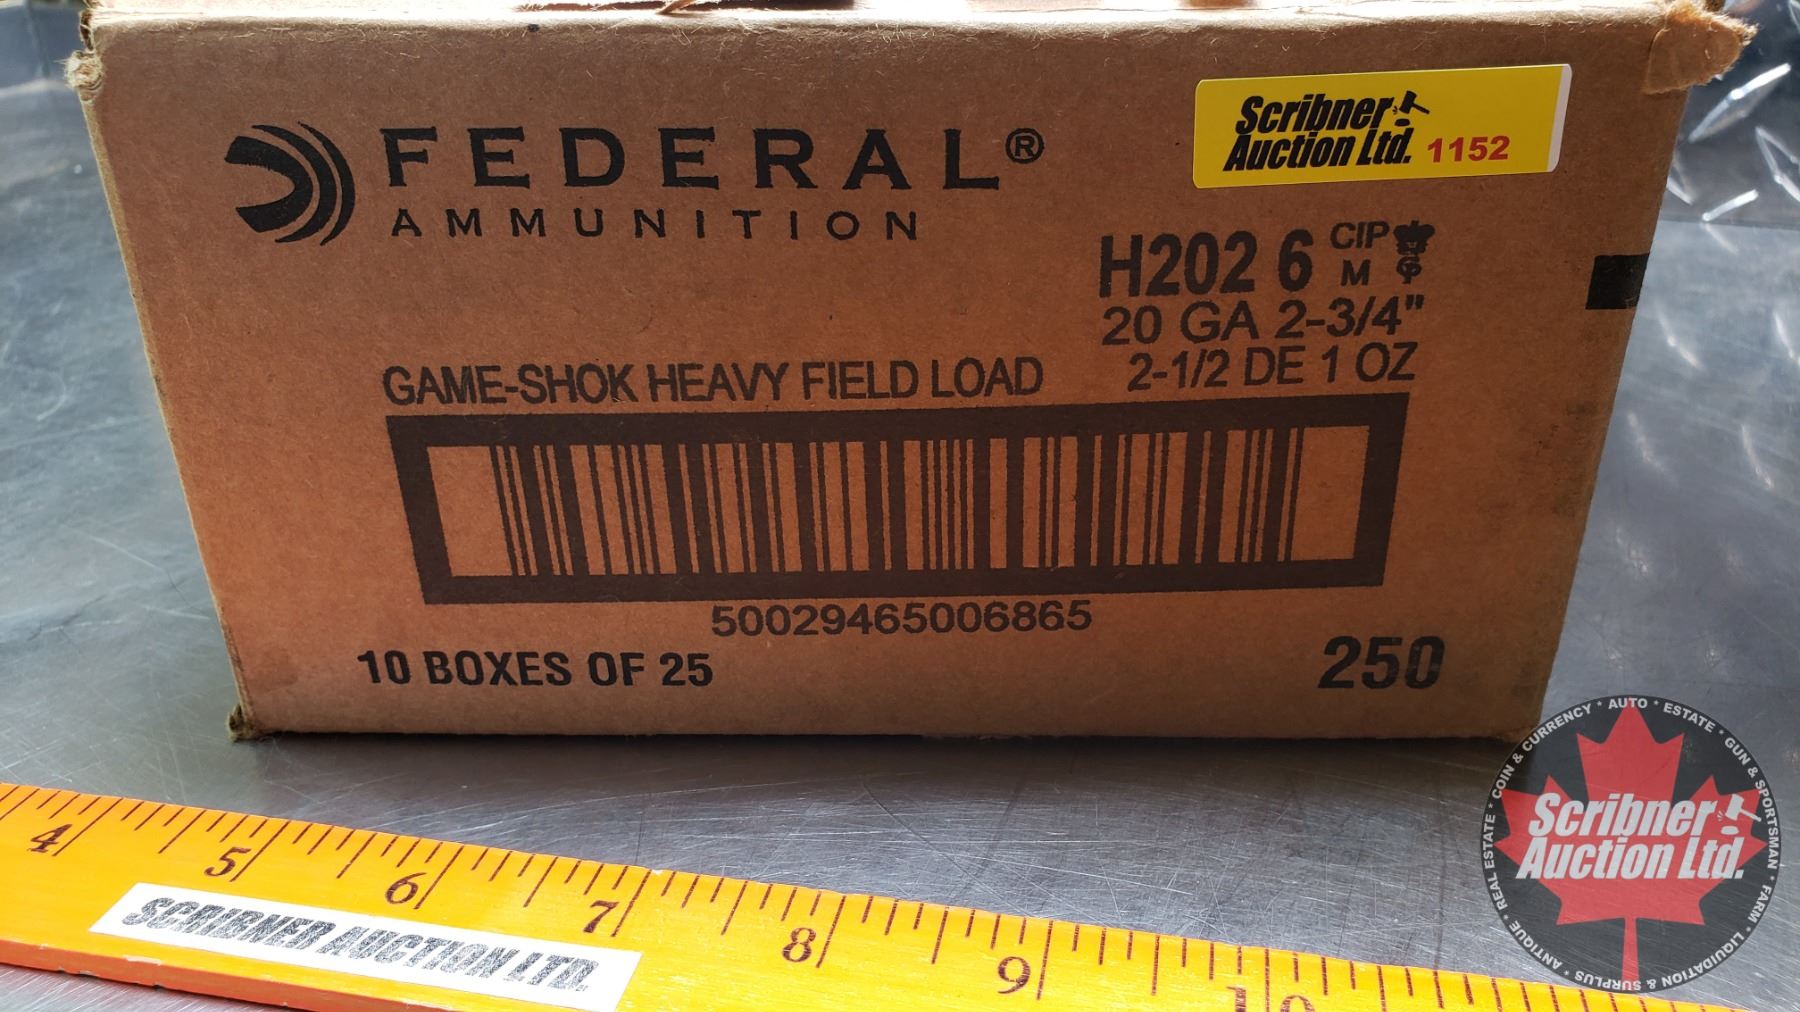 FEDERAL®
AMMUNITION
Scribner
Auction Ltd. 1152
H202 6 CIP
M
20 GA 2-3/4"
2-1/2 DE 1 OZ
GAME-SHOK HEAVY FIELD LOAD
50029465006865
10 BOXES OF 25
250
4 5 6 7 8 9 10
SCRIBNER AUCTION LTD.
REAL ESTATE * COIN & CURRENCY * AUTO * ESTATE * GUN & SPORTSMAN * FARM * LIQUIDATION & SURPLUS * ANTIQUE *
Scribner
Auction Ltd.